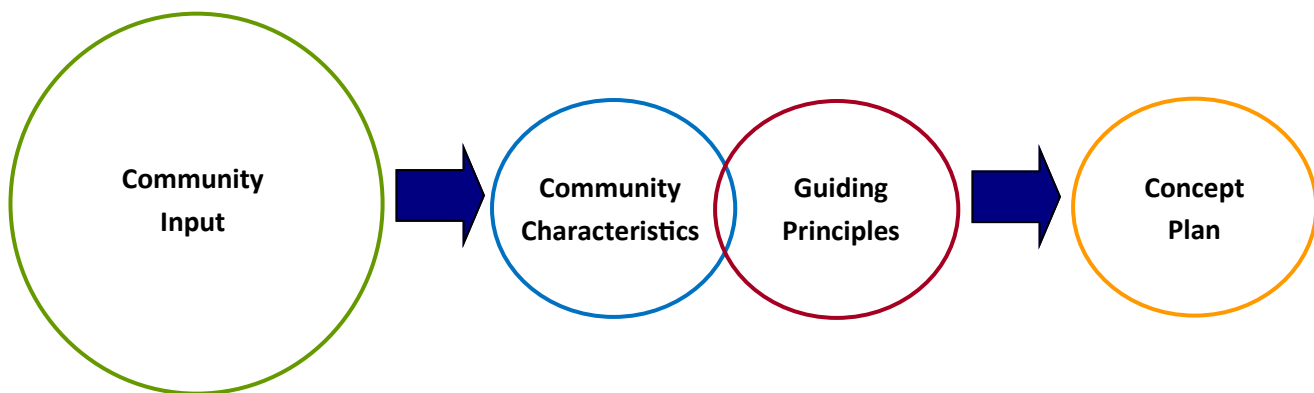 Community
Input
Community
Characteristics
Guiding
Principles
Concept
Plan